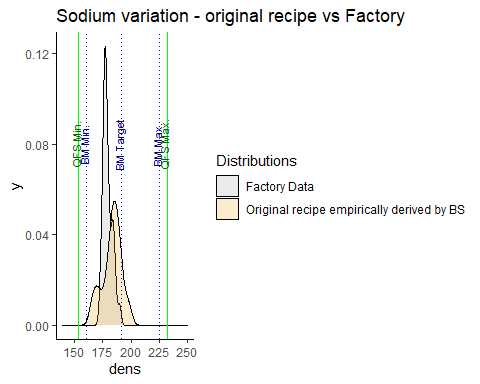 Sodium variation - original recipe vs Factory
0.12
0.08
0.04
0.00
y
QFS Min.
BM Min.
BM Target
BM Max.
QFS Max.
150
175
200
225
250
dens
Distributions
Factory Data
Original recipe empirically derived by BS